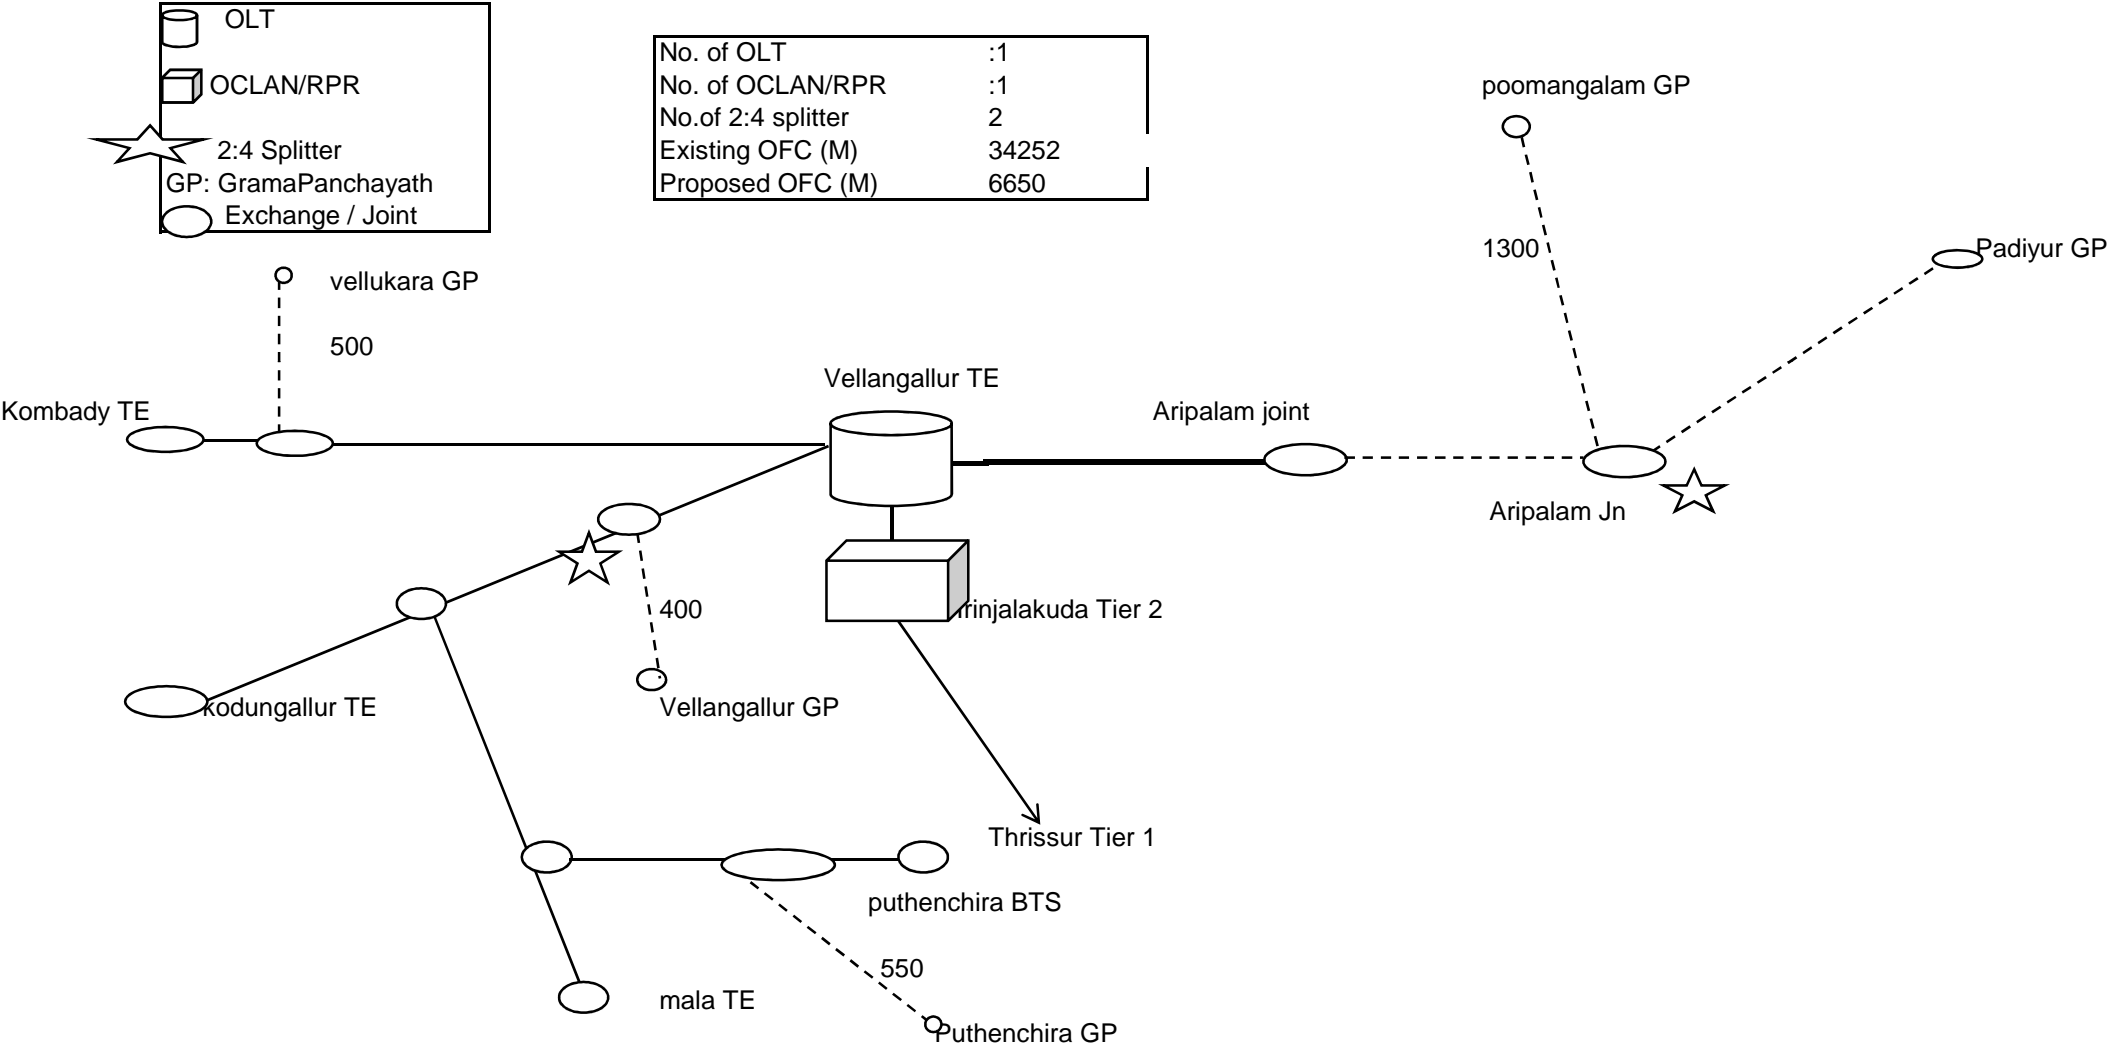 OLT
OCLAN/RPR
2:4 Splitter
GP: GramaPanchayath
Exchange / Joint
No. of OLT :1
No. of OCLAN/RPR :1
No.of 2:4 splitter 2
Existing OFC (M) 34252
Proposed OFC (M) 6650
poomangalam GP
1300
Padiyur GP
vellukara GP
500
Vellangallur TE
Kombady TE
Aripalam joint
Aripalam Jn
400
Irinjalakuda Tier 2
kodungallur TE
Vellangallur GP
Thrissur Tier 1
puthenchira BTS
550
mala TE
Puthenchira GP